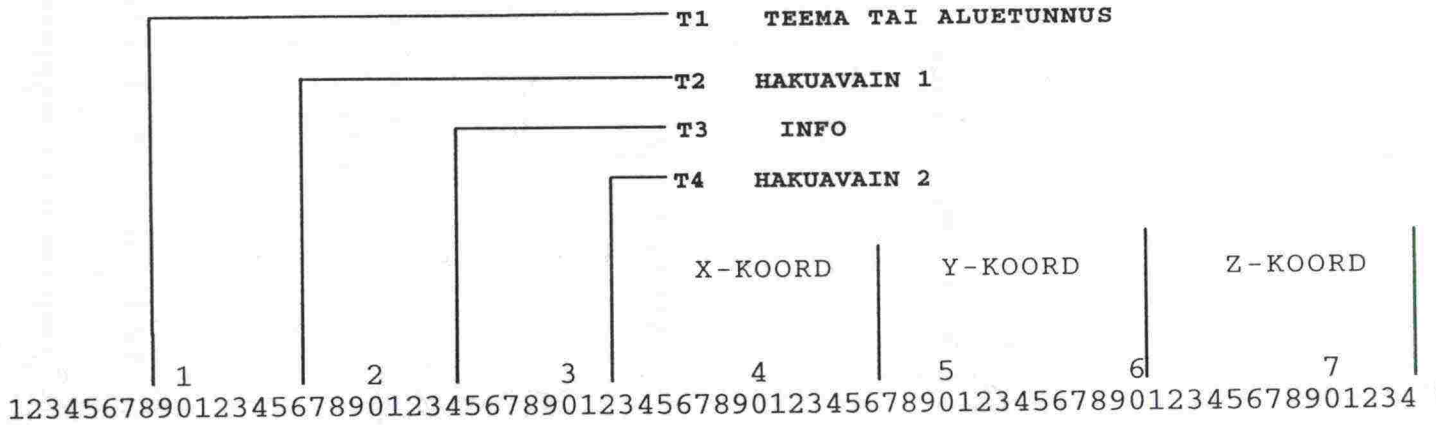 T1 TEEMA TAI ALUETUNNUS
T2 HAKUAVAIN 1
T3 INFO
T4 HAKUAVAIN 2
X-KOORD Y-KOORD Z-KOORD
1 2 3 4 5 6 7
12345678901234567890123456789012345678901234567890123456789012345678901234